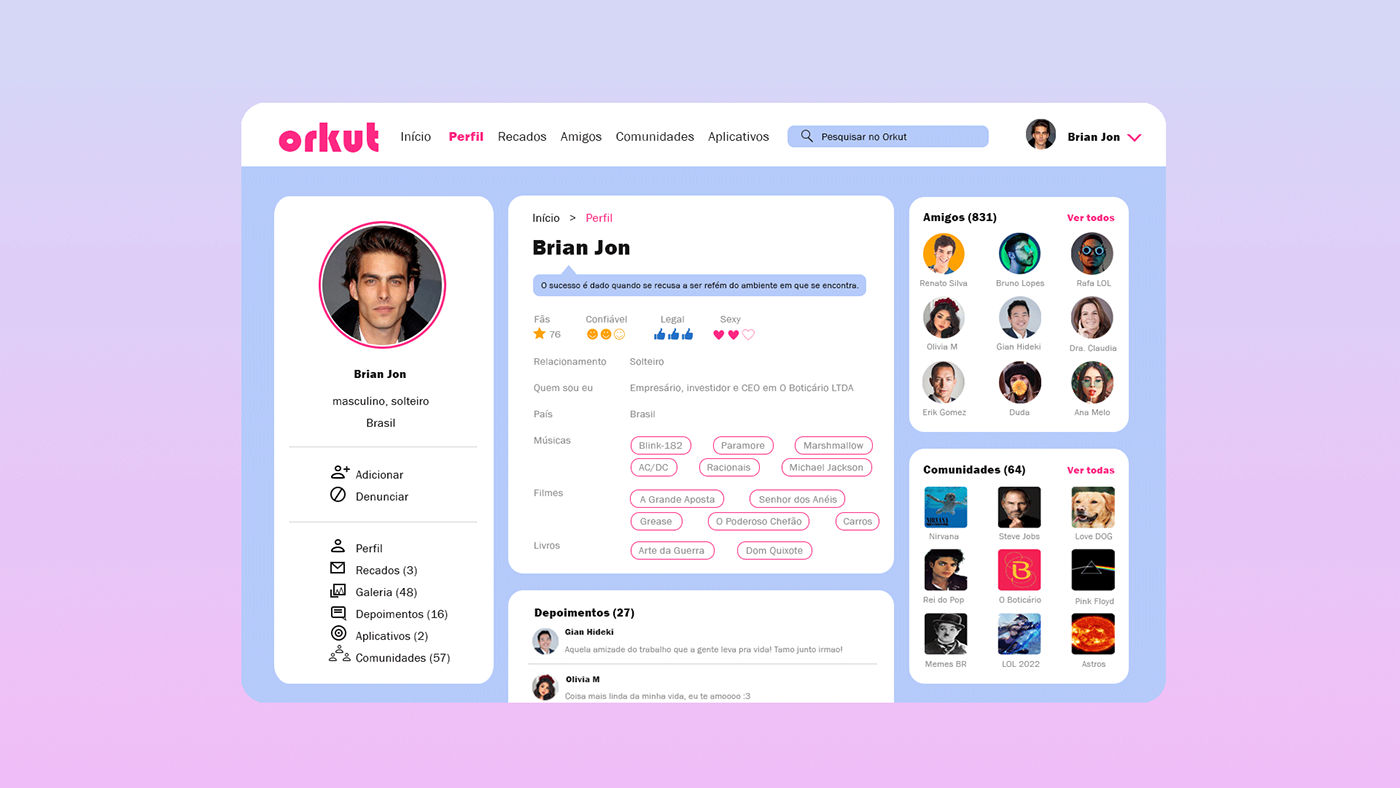 orkut
Início Perfil Recados Amigos Comunidades Aplicativos
Pesquisar no Orkut
Brian Jon
Brian Jon
masculino, solteiro
Brasil
Adicionar
Denunciar
Perfil
Recados (3)
Galeria (48)
Depoimentos (16)
Aplicativos (2)
Comunidades (57)
Início > Perfil
Brian Jon
O sucesso é dado quando se recusa a ser refém do ambiente em que se encontra.
Fãs Confiável Legal Sexy
76
Relacionamento Solteiro
Quem sou eu Empresário, investidor e CEO em O Boticário LTDA
País Brasil
Músicas Blink-182 Paramore Marshmallow
AC/DC Racionais Michael Jackson
Filmes A Grande Aposta Senhor dos Anéis
Grease O Poderoso Chefão Carros
Livros Arte da Guerra Dom Quixote
Depoimentos (27)
Gian Hideki
Aquela amizade do trabalho que a gente leva pra vida! Tamo junto irmao!
Olivia M
Coisa mais linda da minha vida, eu te amoooo :3
Amigos (831) Ver todos
Renato Silva Bruno Lopes Rafa LOL
Olivia M Gian Hideki Dra. Claudia
Erik Gomez Duda Ana Melo
Comunidades (64) Ver todas
NIRVANA
Nirvana Steve Jobs Love DOG
B
Rei do Pop O Boticário Pink Floyd
Memes BR LOL 2022 Astros